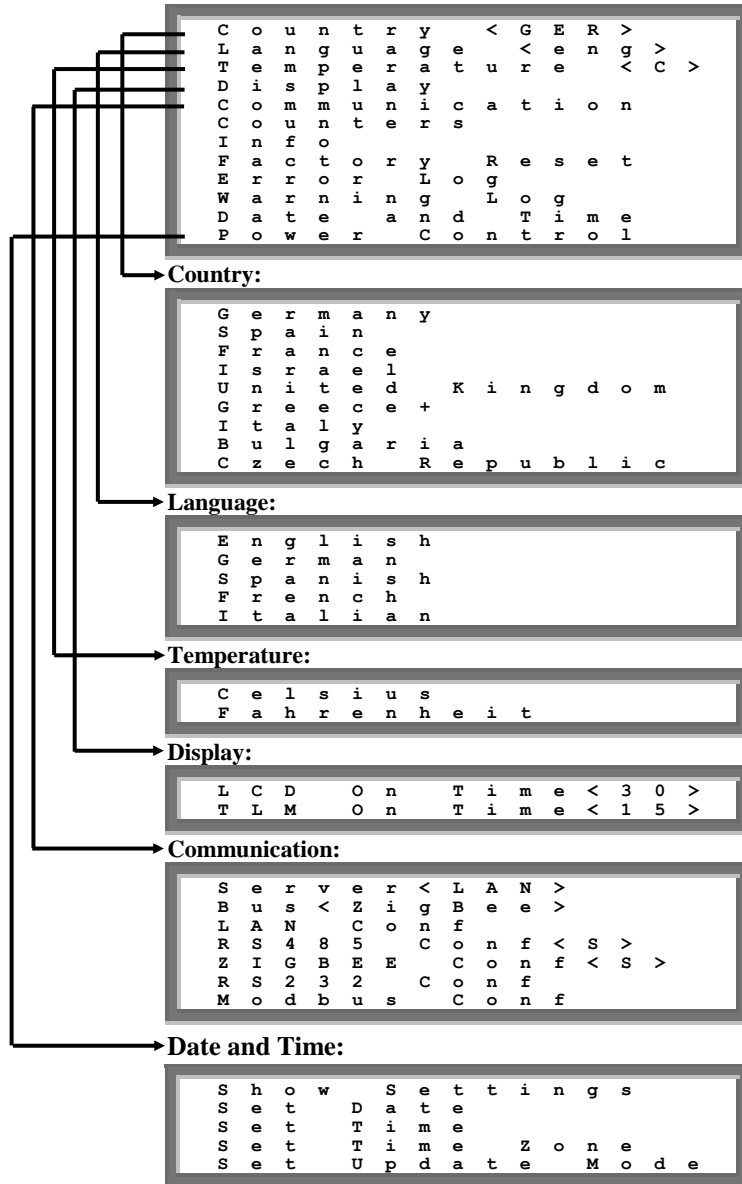 Country <GER>
Language <eng>
Temperature <C>
Display
Communication
Counters
Info
Factory Reset
Error Log
Warning Log
Date and Time
Power Control
Country:
Germany
Spain
France
Israel
United Kingdom
Greece+
Italy
Bulgaria
Czech Republic
Language:
English
German
Spanish
French
Italian
Temperature:
Celsius
Fahrenheit
Display:
LCD On Time<30>
TLM On Time<15>
Communication:
Server<LAN>
Bus<ZigBee>
LAN Conf
RS485 Conf<S>
ZIGBEE Conf<S>
RS232 Conf
Modbus Conf
Date and Time:
Show Settings
Set Date
Set Time
Set Time Zone
Set Update Mode